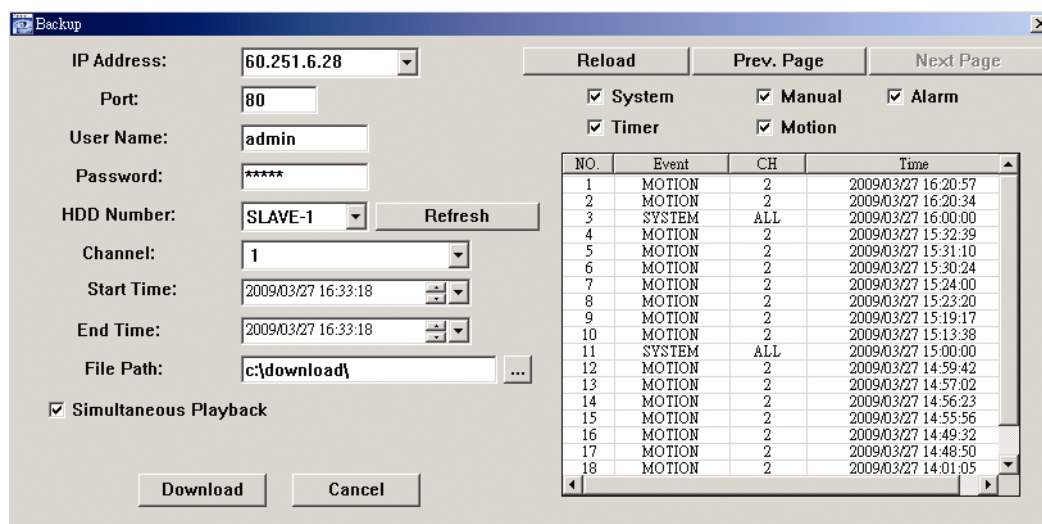 Backup
IP Address: 60.251.6.28
Port: 80
User Name: admin
Password: *****
HDD Number: SLAVE-1 Refresh
Channel: 1
Start Time: 2009/03/27 16:33:18
End Time: 2009/03/27 16:33:18
File Path: c:\download\ ...
Simultaneous Playback
Download Cancel
Reload Prev. Page Next Page
System Manual Alarm
Timer Motion
NO. Event CH Time
1 MOTION 2 2009/03/27 16:20:57
2 MOTION 2 2009/03/27 16:20:34
3 SYSTEM ALL 2009/03/27 16:00:00
4 MOTION 2 2009/03/27 15:32:39
5 MOTION 2 2009/03/27 15:31:10
6 MOTION 2 2009/03/27 15:30:24
7 MOTION 2 2009/03/27 15:24:00
8 MOTION 2 2009/03/27 15:23:20
9 MOTION 2 2009/03/27 15:19:17
10 MOTION 2 2009/03/27 15:13:38
11 SYSTEM ALL 2009/03/27 15:00:00
12 MOTION 2 2009/03/27 14:59:42
13 MOTION 2 2009/03/27 14:57:02
14 MOTION 2 2009/03/27 14:56:23
15 MOTION 2 2009/03/27 14:55:56
16 MOTION 2 2009/03/27 14:49:32
17 MOTION 2 2009/03/27 14:48:50
18 MOTION 2 2009/03/27 14:01:05